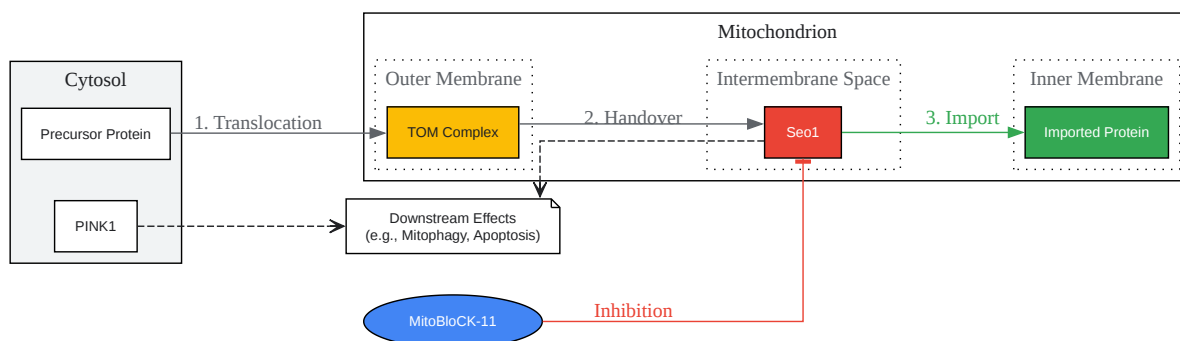 Mitochondrion
Cytosol
Outer Membrane
Intermembrane Space
Inner Membrane
Precursor Protein
1. Translocation
TOM Complex
2. Handover
Seo1
3. Import
Imported Protein
PINK1
Downstream Effects
(e.g., Mitophagy, Apoptosis)
MitoBloCK-11
Inhibition